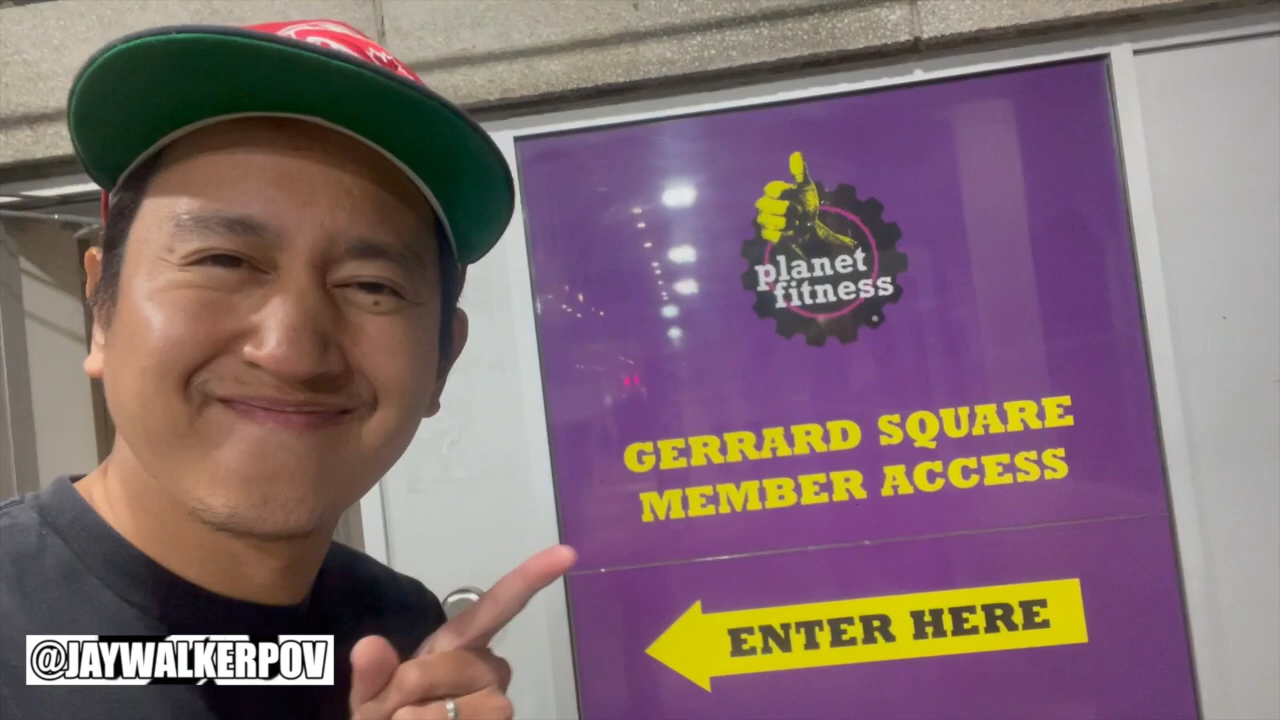 planet
fitness
GERRARD SQUARE
MEMBER ACCESS
ENTER HERE
@JAYWALKERPOV